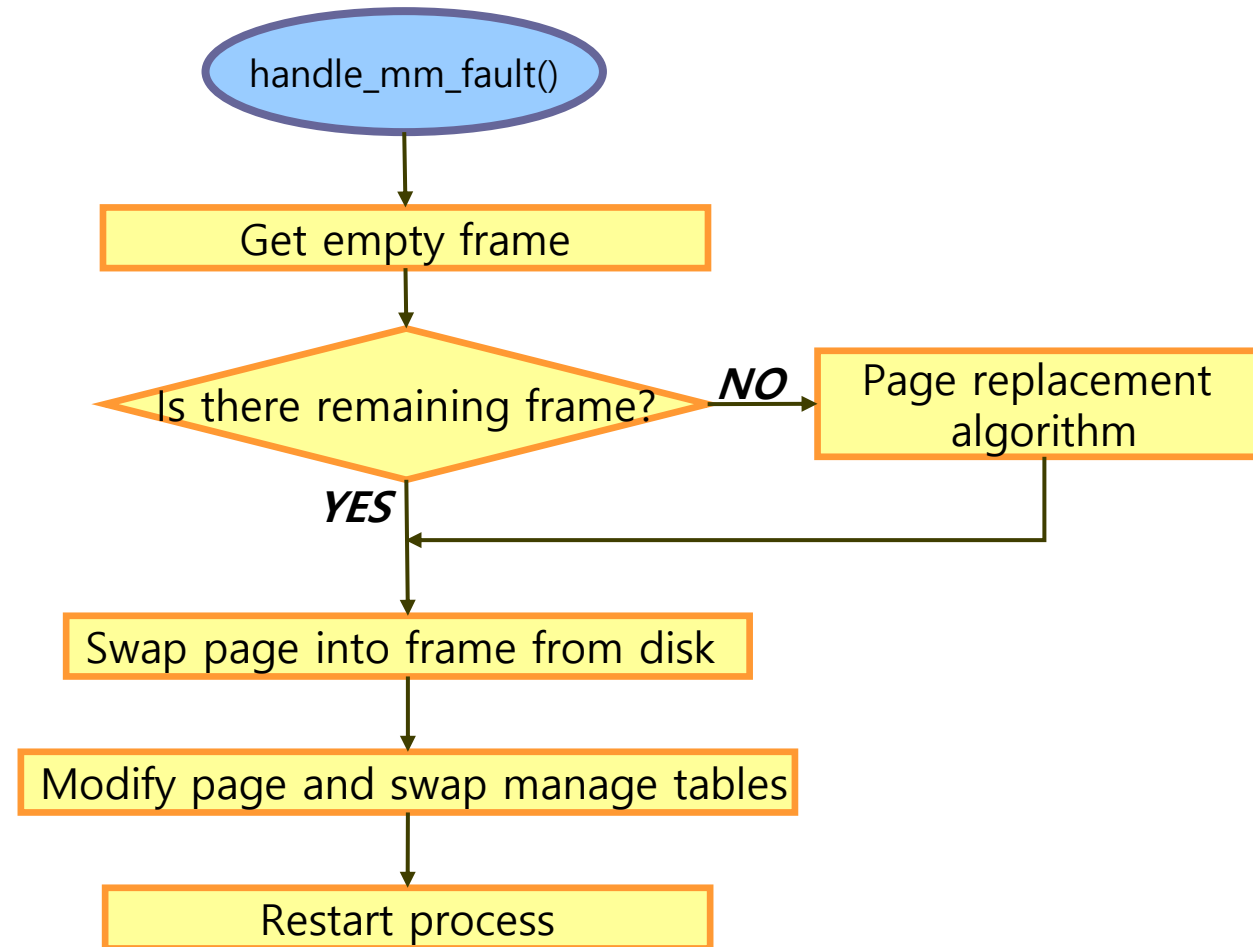 handle_mm_fault()
Get empty frame
Is there remaining frame?
NO
Page replacement
algorithm
YES
Swap page into frame from disk
Modify page and swap manage tables
Restart process